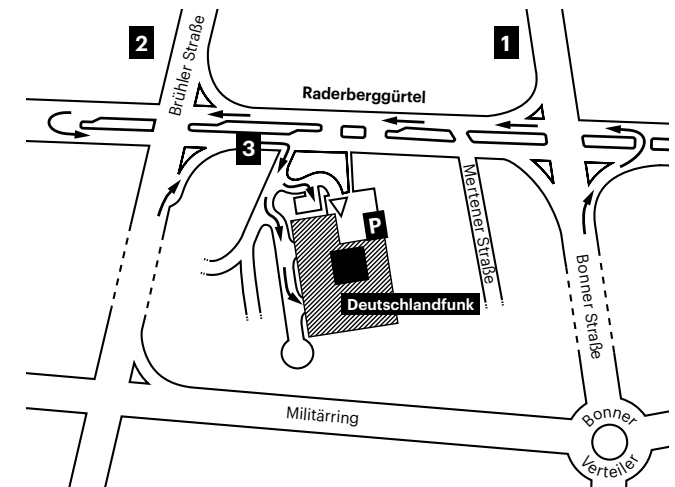 2
1
Brühler Straße
Raderberggürtel
3
Mertener Straße
P
Deutschlandfunk
Bonner Straße
Militärring
Bonner
Verteiler